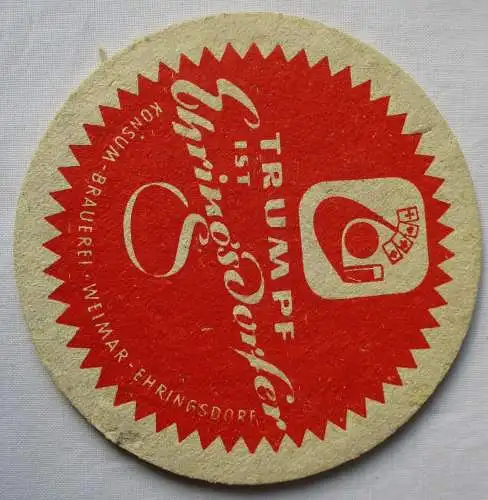 TRUMPF
IST
Ehringsdorfer
KONSUM-BRAUEREI · WEIMAR-EHRINGSDORF